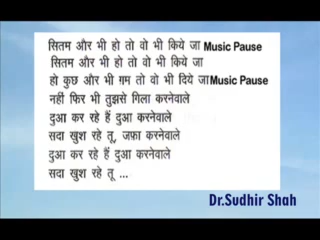 सितम और भी हो तो वो भी किये जा Music Pause
सितम और भी हो तो वो भी किये जा
हो कुछ और भी ग़म तो वो भी दिये जा Music Pause
नहीं फिर भी तुझसे गिला करनेवाले
दुआ कर रहे हैं दुआ करनेवाले
सदा खुश रहे तू, जफ़ा करनेवाले
दुआ कर रहे हैं दुआ करनेवाले
सदा खुश रहे तू ...
Dr.Sudhir Shah